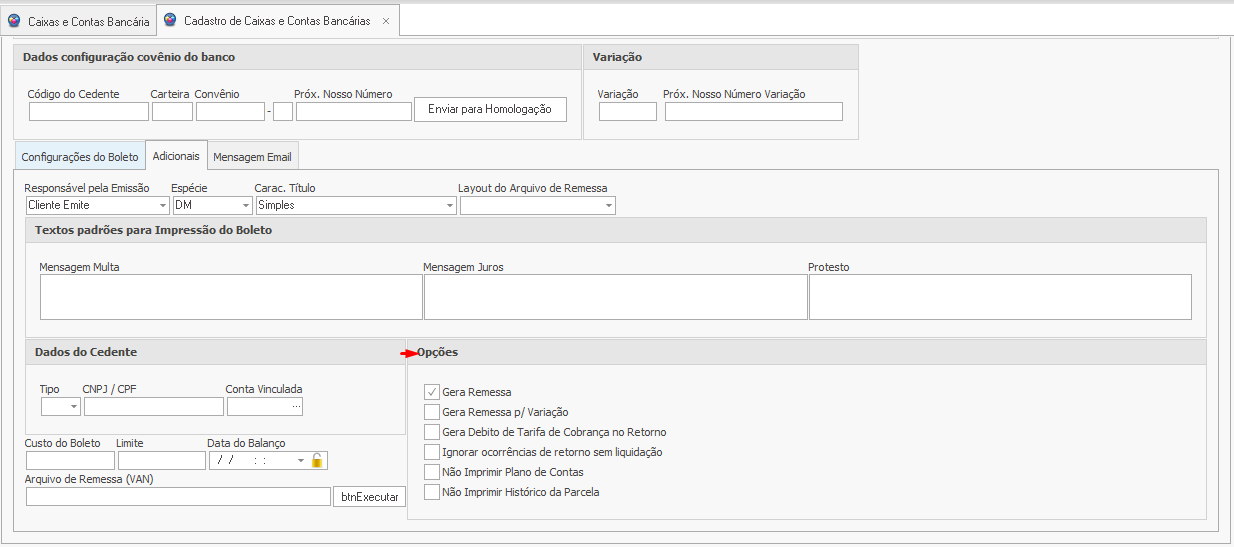 Caixas e Contas Bancária
Cadastro de Caixas e Contas Bancárias ×
Dados configuração covênio do banco
Variação
Código do Cedente Carteira Convênio Próx. Nosso Número
- Enviar para Homologação
Variação Próx. Nosso Número Variação
Configurações do Boleto Adicionais Mensagem Email
Responsável pela Emissão Espécie Carac. Título Layout do Arquivo de Remessa
Cliente Emite DM Simples
Textos padrões para Impressão do Boleto
Mensagem Multa Mensagem Juros Protesto
Dados do Cedente
Tipo CNPJ / CPF Conta Vinculada
...
Custo do Boleto Limite Data do Balanço
/ / : :
Arquivo de Remessa (VAN)
btnExecutar
Opções
Gera Remessa
Gera Remessa p/ Variação
Gera Debito de Tarifa de Cobrança no Retorno
Ignorar ocorrências de retorno sem liquidação
Não Imprimir Plano de Contas
Não Imprimir Histórico da Parcela